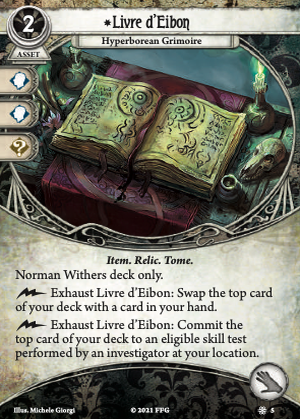 2
*Livre d'Eibon
ASSET
Hyperborean Grimoire
Item. Relic. Tome.
Norman Withers deck only.
Exhaust Livre d'Eibon: Swap the top card
of your deck with a card in your hand.
Exhaust Livre d'Eibon: Commit the
top card of your deck to an eligible skill test
performed by an investigator at your location.
Illus. Michele Giorgi
© 2021 FFG
5